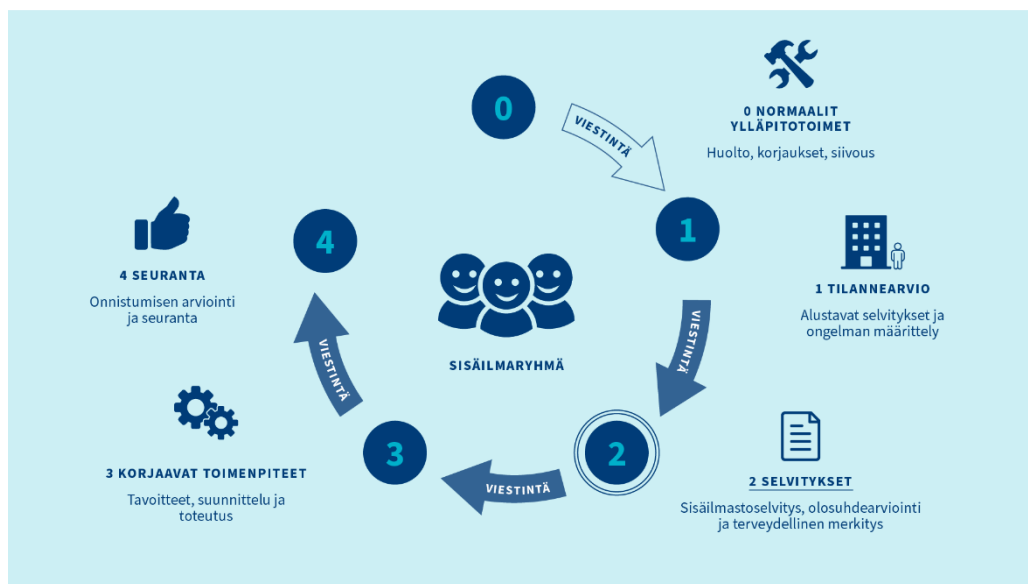 0
VIESTINTÄ
0 NORMAALIT
YLLÄPITOTOIMET
Huolto, korjaukset, siivous
1
1 TILANNEARVIO
Alustavat selvitykset ja
ongelman määrittely
VIESTINTÄ
2
2 SELVITYKSET
Sisäilmastoselvitys, olosuhdearviointi
ja terveydellinen merkitys
VIESTINTÄ
3
3 KORJAAVAT TOIMENPITEET
Tavoitteet, suunnittelu ja
toteutus
VIESTINTÄ
4
4 SEURANTA
Onnistumisen arviointi
ja seuranta
SISÄILMARYHMÄ